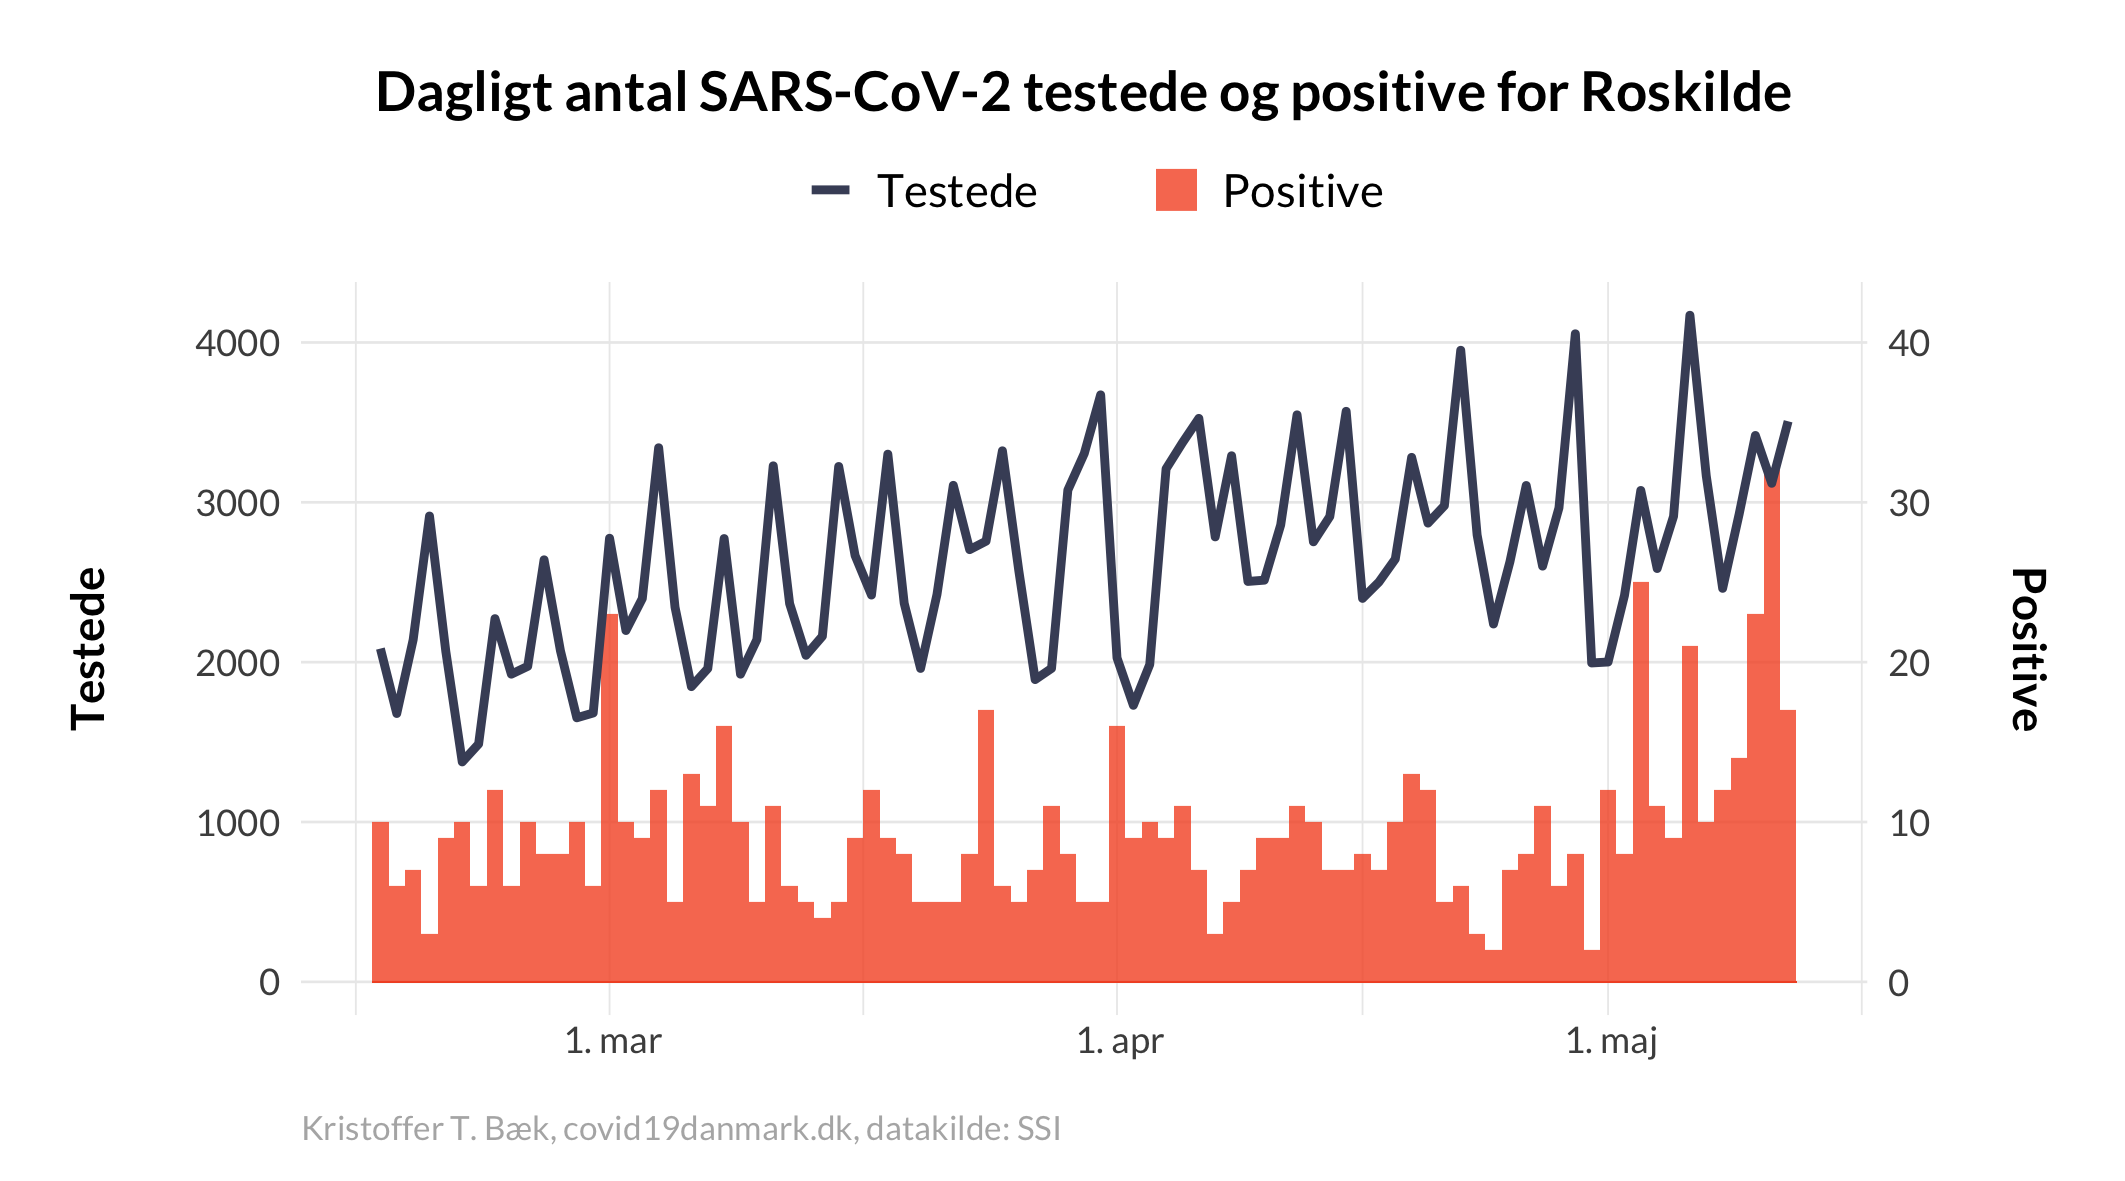 Dagligt antal SARS-CoV-2 testede og positive for Roskilde
Testede
Positive
4000
3000
2000
1000
0
Testede
40
30
20
10
0
Positive
1. mar
1. apr
1. maj
Kristoffer T. Bæk, covid19danmark.dk, datakilde: SSI